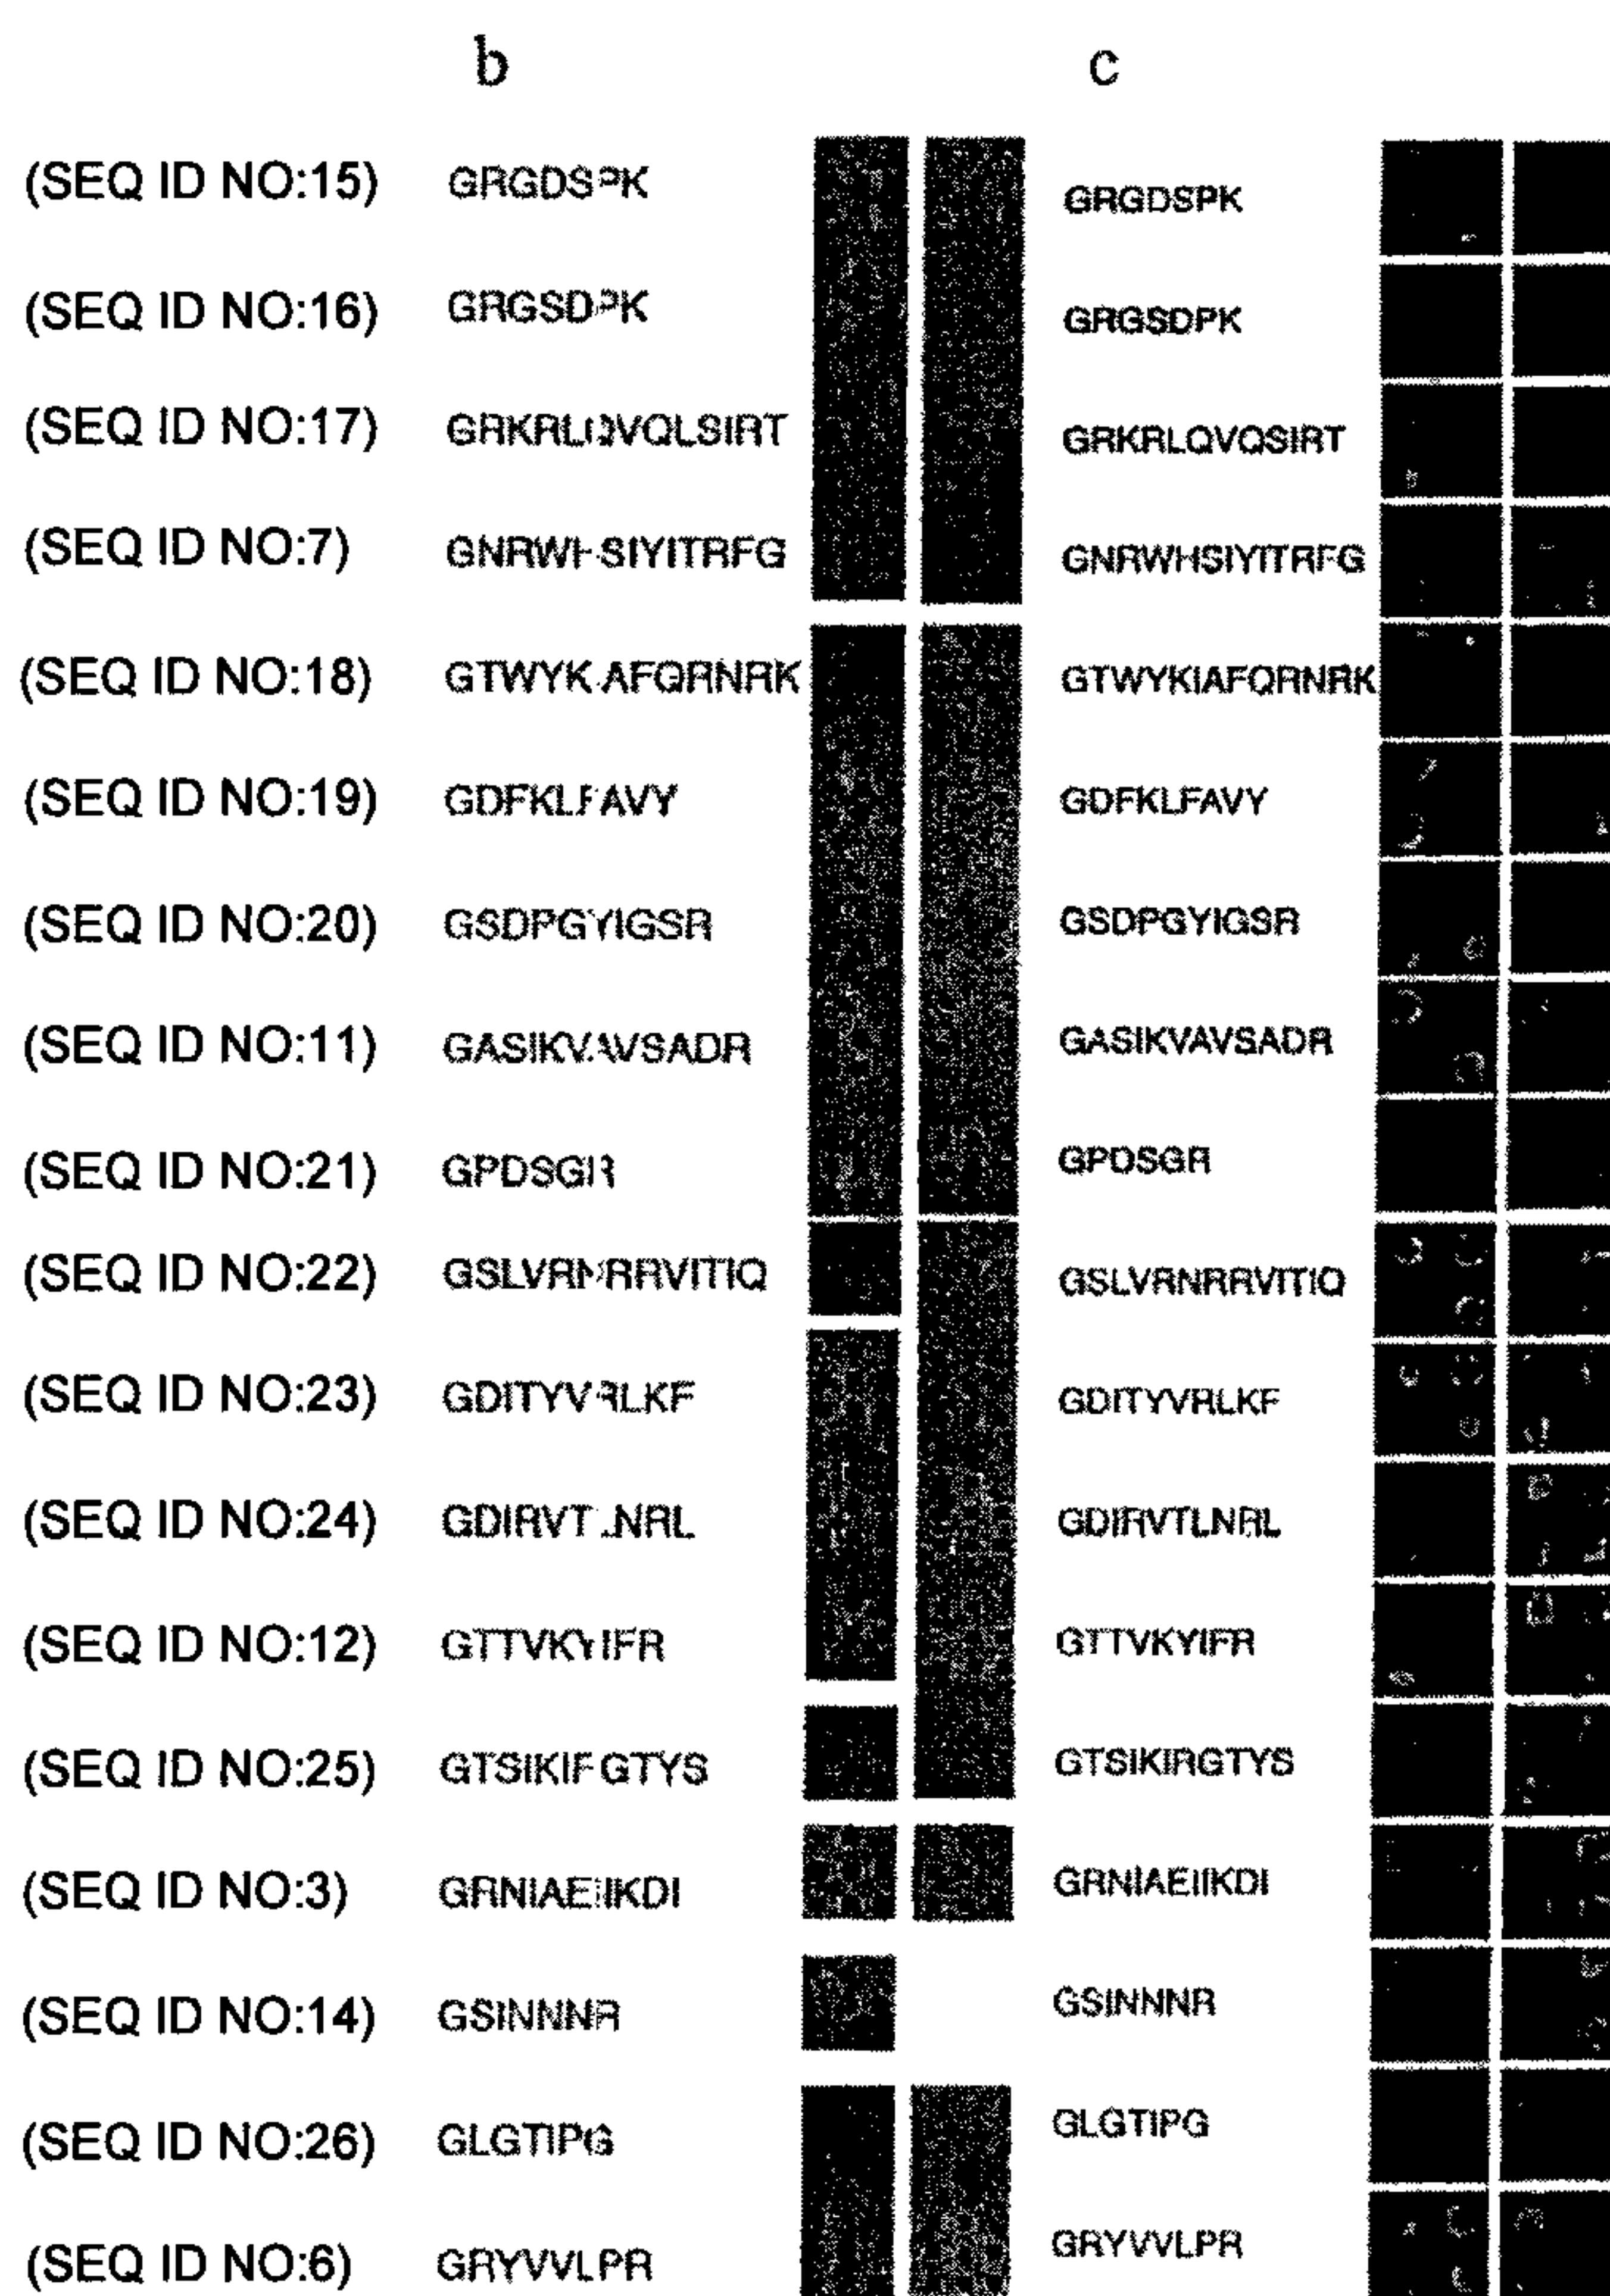 b c
(SEQ ID NO:15) GRGDSPK GRGDSPK
(SEQ ID NO:16) GRGSDPK GRGSDPK
(SEQ ID NO:17) GRKRLQVQLSIRT GRKRLQVQSIRT
(SEQ ID NO:7) GNRWHSIYITRFG GNRWHSIYITRFG
(SEQ ID NO:18) GTWYKIAFQRNRK GTWYKIAFQRNRK
(SEQ ID NO:19) GDFKLFAVY GDFKLFAVY
(SEQ ID NO:20) GSDPGYIGSR GSDPGYIGSR
(SEQ ID NO:11) GASIKVAVSADR GASIKVAVSADR
(SEQ ID NO:21) GPDSGR GPDSGR
(SEQ ID NO:22) GSLVRNRRVITIQ GSLVRNRRVITIQ
(SEQ ID NO:23) GDITYVRLKF GDITYVRLKF
(SEQ ID NO:24) GDIRVTLNRL GDIRVTLNRL
(SEQ ID NO:12) GTTVKYIFR GTTVKYIFR
(SEQ ID NO:25) GTSIKIRGTYS GTSIKIRGTYS
(SEQ ID NO:3) GRNIAEIIKDI GRNIAEIIKDI
(SEQ ID NO:14) GSINNNR GSINNNR
(SEQ ID NO:26) GLGTIPG GLGTIPG
(SEQ ID NO:6) GRYVVLPR GRYVVLPR